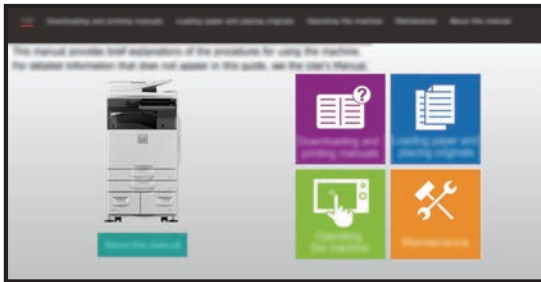 Top Downloading and printing manuals Loading paper and placing originals Operating the machine Maintenance About this manual
This manual provides brief explanations of the procedures for using the machine.
For detailed information that does not appear in this guide, see the User's Manual.
?
Downloading and
printing manuals
Loading paper and
placing originals
Operating
the machine
Maintenance
About this manual